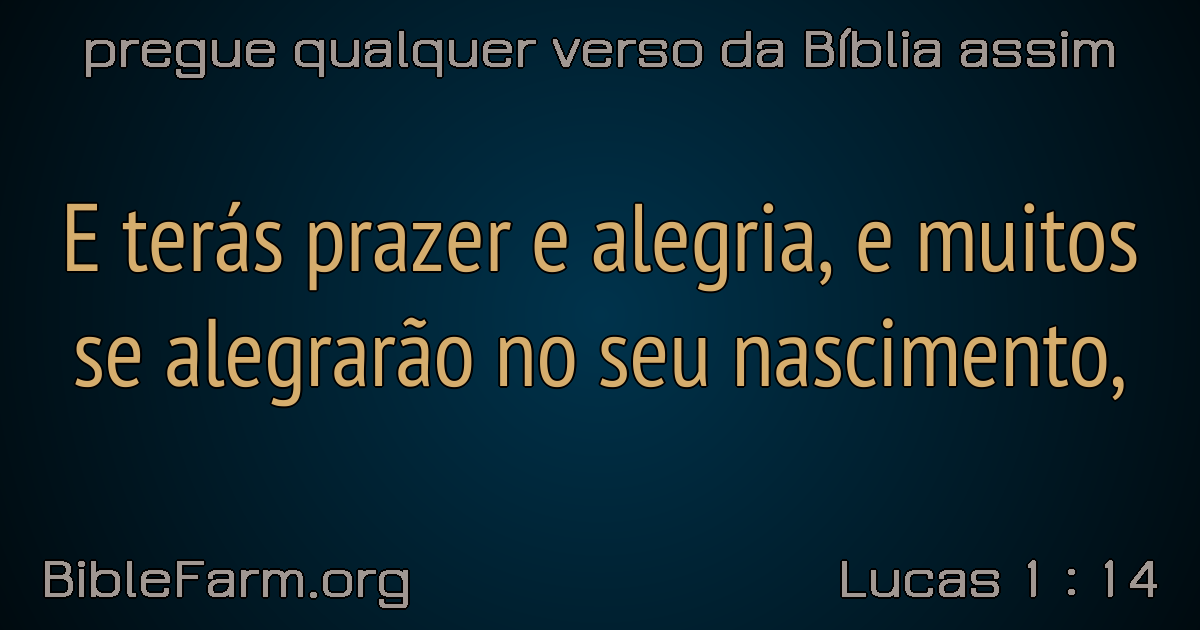 pregue qualquer verso da Bíblia assim
E terás prazer e alegria, e muitos
se alegrarão no seu nascimento,
BibleFarm.org
Lucas 1 : 14